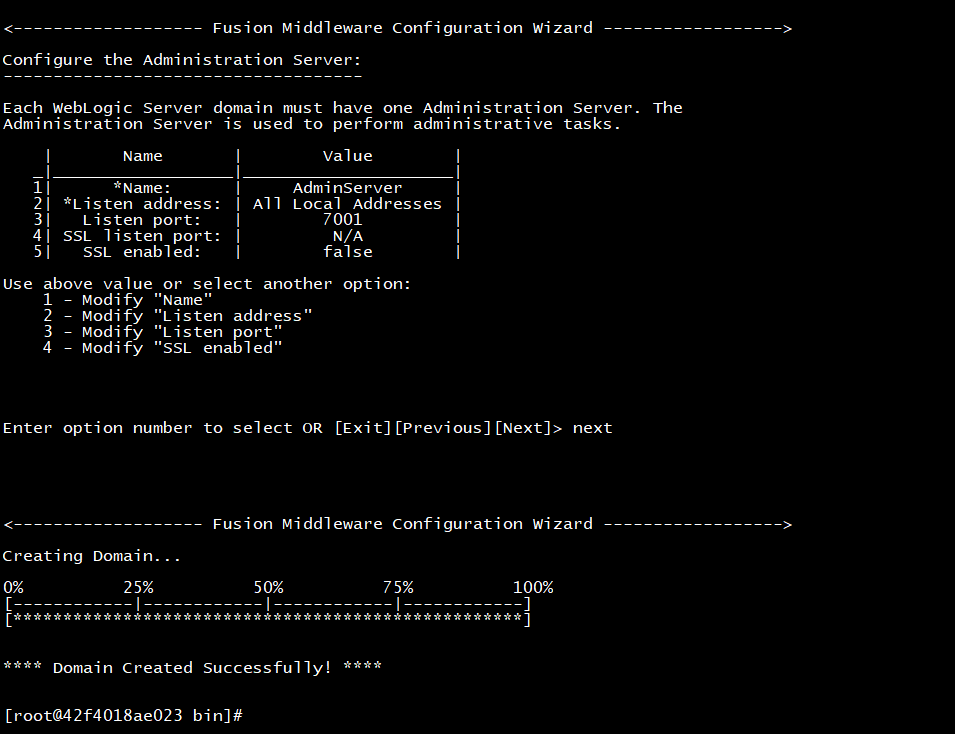 <------------------- Fusion Middleware Configuration Wizard ------------------>
Configure the Administration Server:
------------------------------------
Each WebLogic Server domain must have one Administration Server. The
Administration Server is used to perform administrative tasks.
    |       Name       |        Value        |
   _|__________________|_____________________|
   1|      *Name:      |     AdminServer     |
   2| *Listen address: | All Local Addresses |
   3|   Listen port:   |        7001         |
   4| SSL listen port: |         N/A         |
   5|   SSL enabled:   |        false        |
Use above value or select another option:
    1 - Modify "Name"
    2 - Modify "Listen address"
    3 - Modify "Listen port"
    4 - Modify "SSL enabled"
Enter option number to select OR [Exit][Previous][Next]> next
<------------------- Fusion Middleware Configuration Wizard ------------------>
Creating Domain...
0%          25%          50%          75%          100%
[------------|------------|------------|------------]
[***************************************************]
**** Domain Created Successfully! ****
[root@42f4018ae023 bin]#